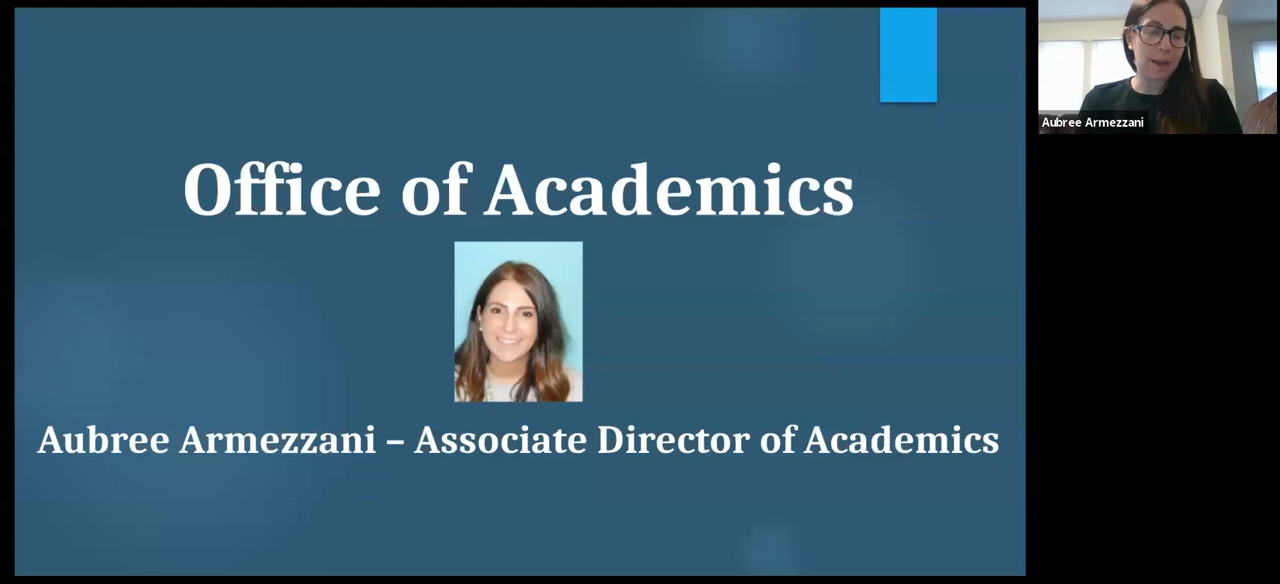 Office of Academics
Aubree Armezzani – Associate Director of Academics
Aubree Armezzani